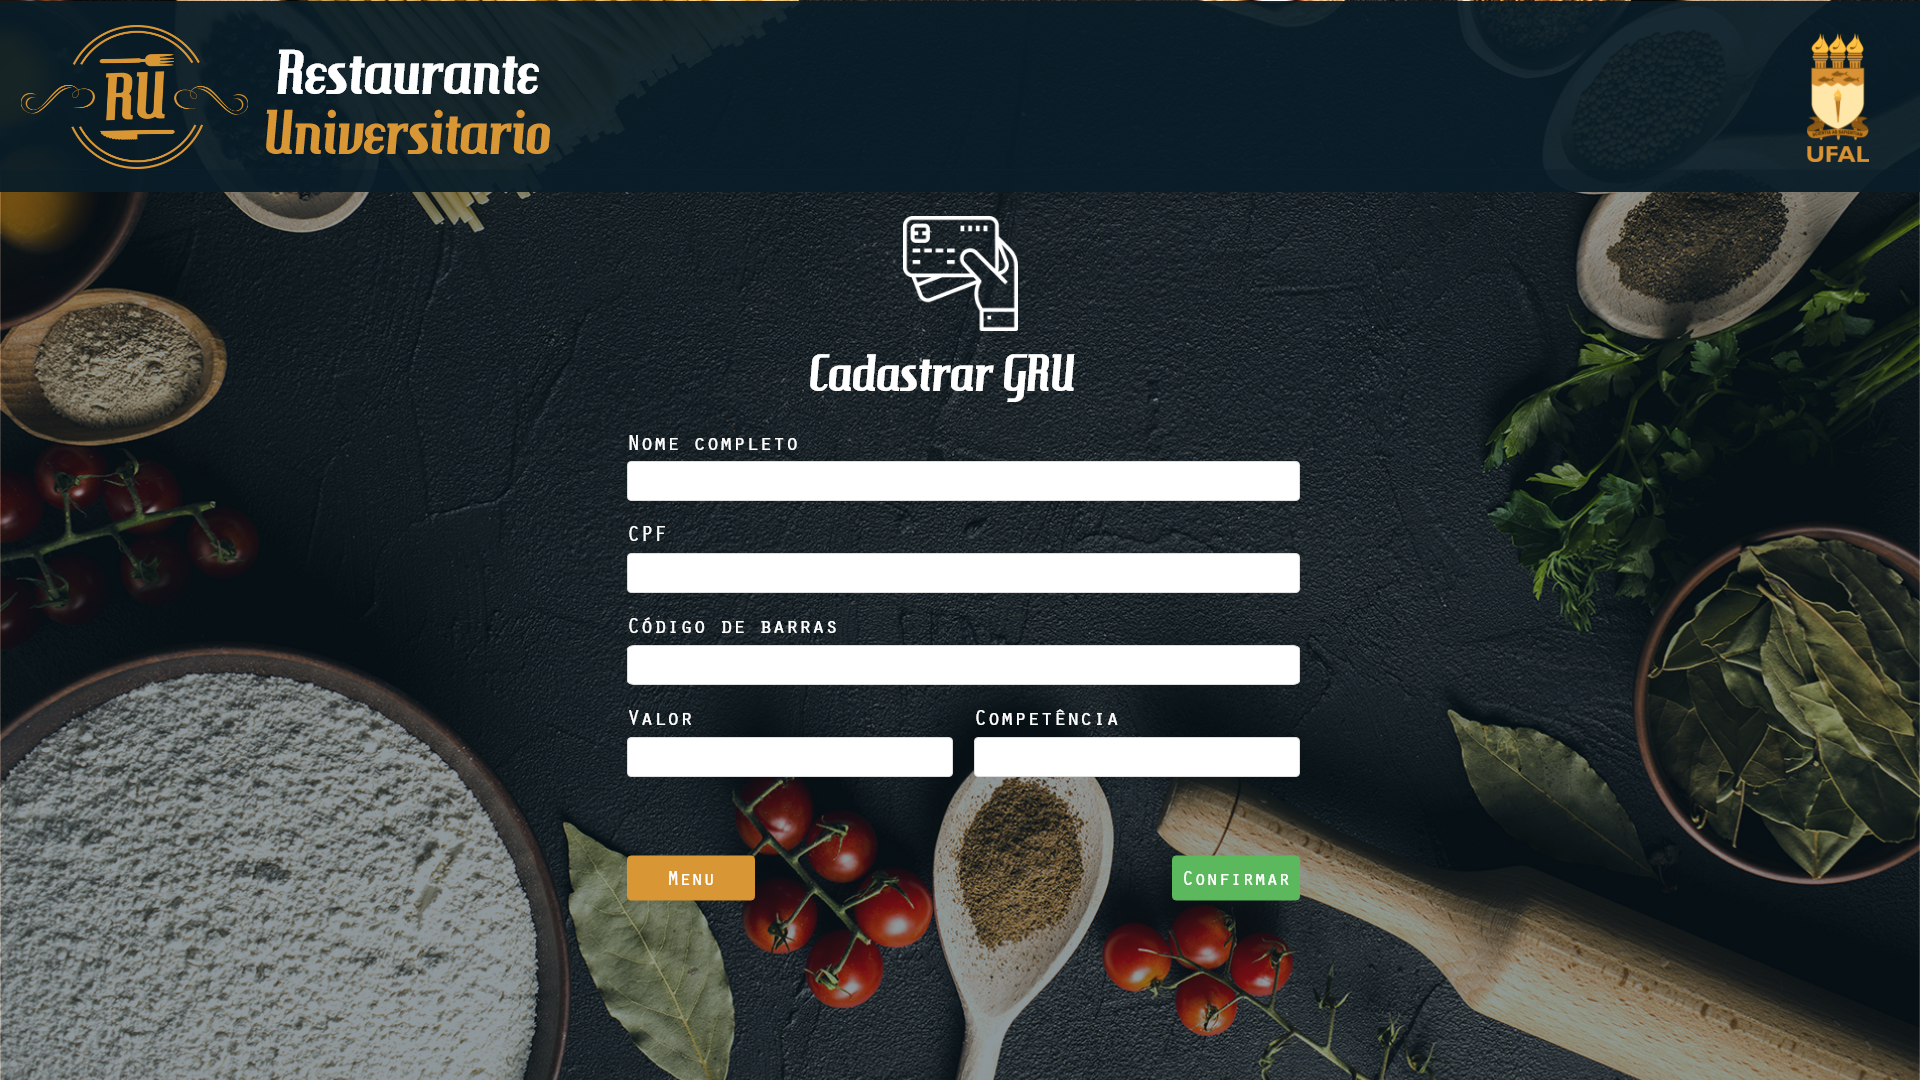 RU
Restaurante
Universitario
UFAL
Cadastrar GRU
Nome completo
CPF
Código de barras
Valor
Competência
Menu
Confirmar